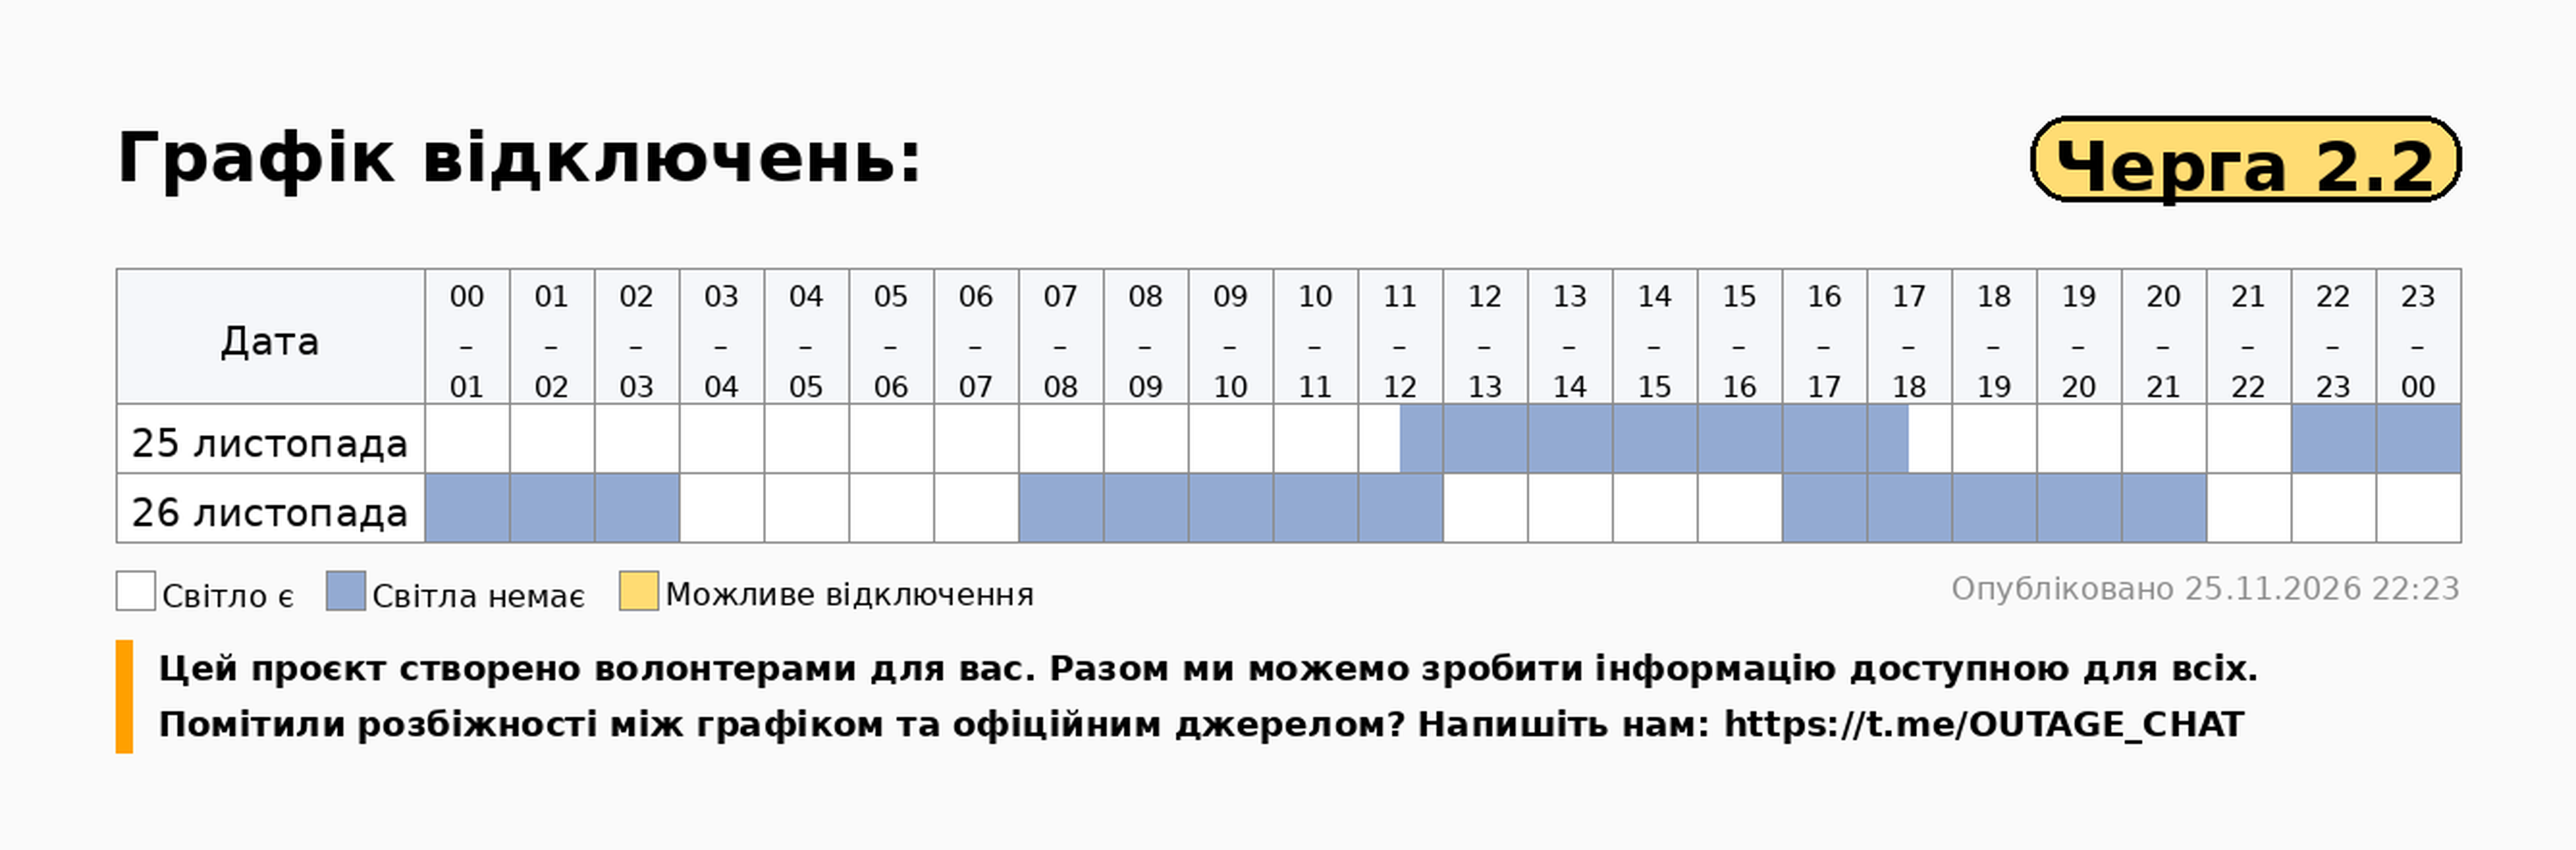 Графік відключень:
Черга 2.2
Дата 00 – 01 01 – 02 02 – 03 03 – 04 04 – 05 05 – 06 06 – 07 07 – 08 08 – 09 09 – 10 10 – 11 11 – 12 12 – 13 13 – 14 14 – 15 15 – 16 16 – 17 17 – 18 18 – 19 19 – 20 20 – 21 21 – 22 22 – 23 23 – 00
25 листопада
26 листопада
Світло є Світла немає Можливе відключення
Опубліковано 25.11.2026 22:23
Цей проєкт створено волонтерами для вас. Разом ми можемо зробити інформацію доступною для всіх.
Помітили розбіжності між графіком та офіційним джерелом? Напишіть нам: https://t.me/OUTAGE_CHAT